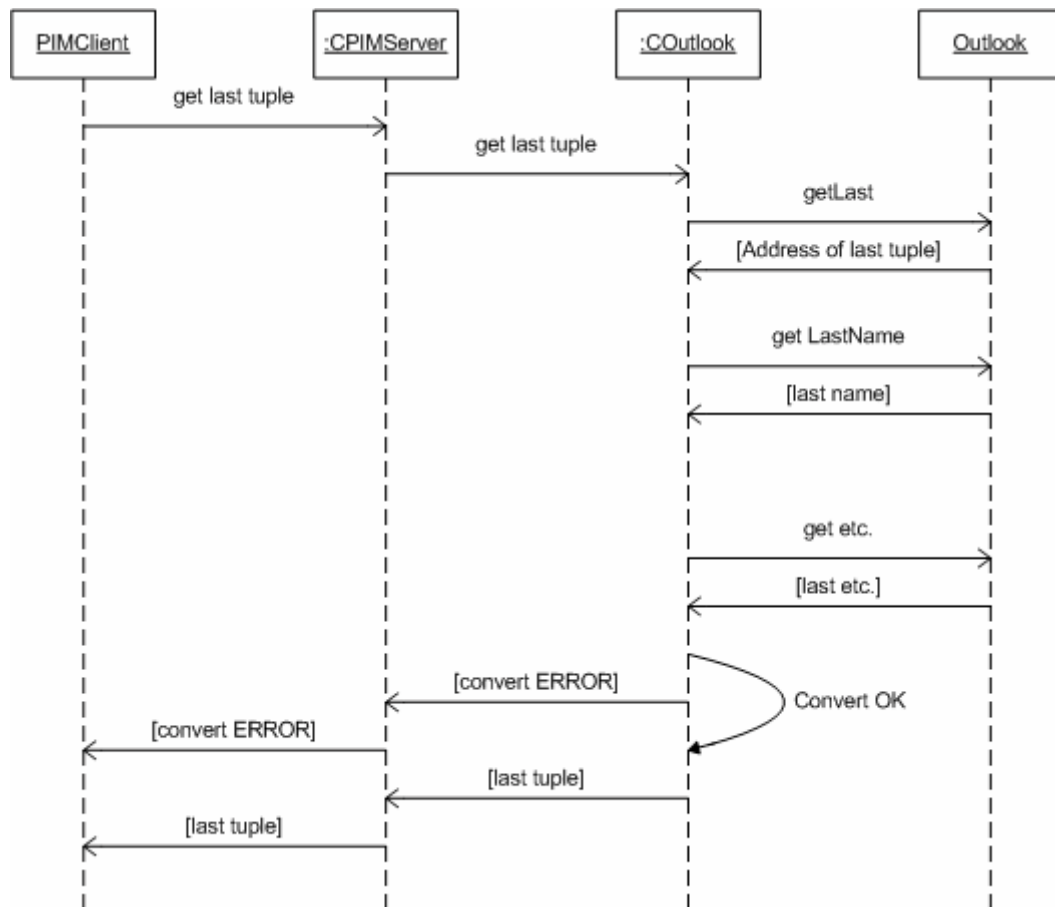 PIMClient
:CPIMServer
:COutlook
Outlook
get last tuple
get last tuple
getLast
[Address of last tuple]
get LastName
[last name]
get etc.
[last etc.]
[convert ERROR]
Convert OK
[convert ERROR]
[last tuple]
[last tuple]